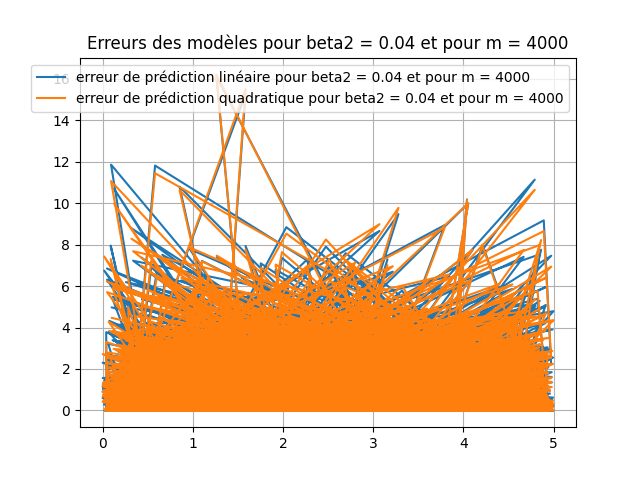 Erreurs des modèles pour beta2 = 0.04 et pour m = 4000
erreur de prédiction linéaire pour beta2 = 0.04 et pour m = 4000
erreur de prédiction quadratique pour beta2 = 0.04 et pour m = 4000
16
14
12
10
8
6
4
2
0
0 1 2 3 4 5